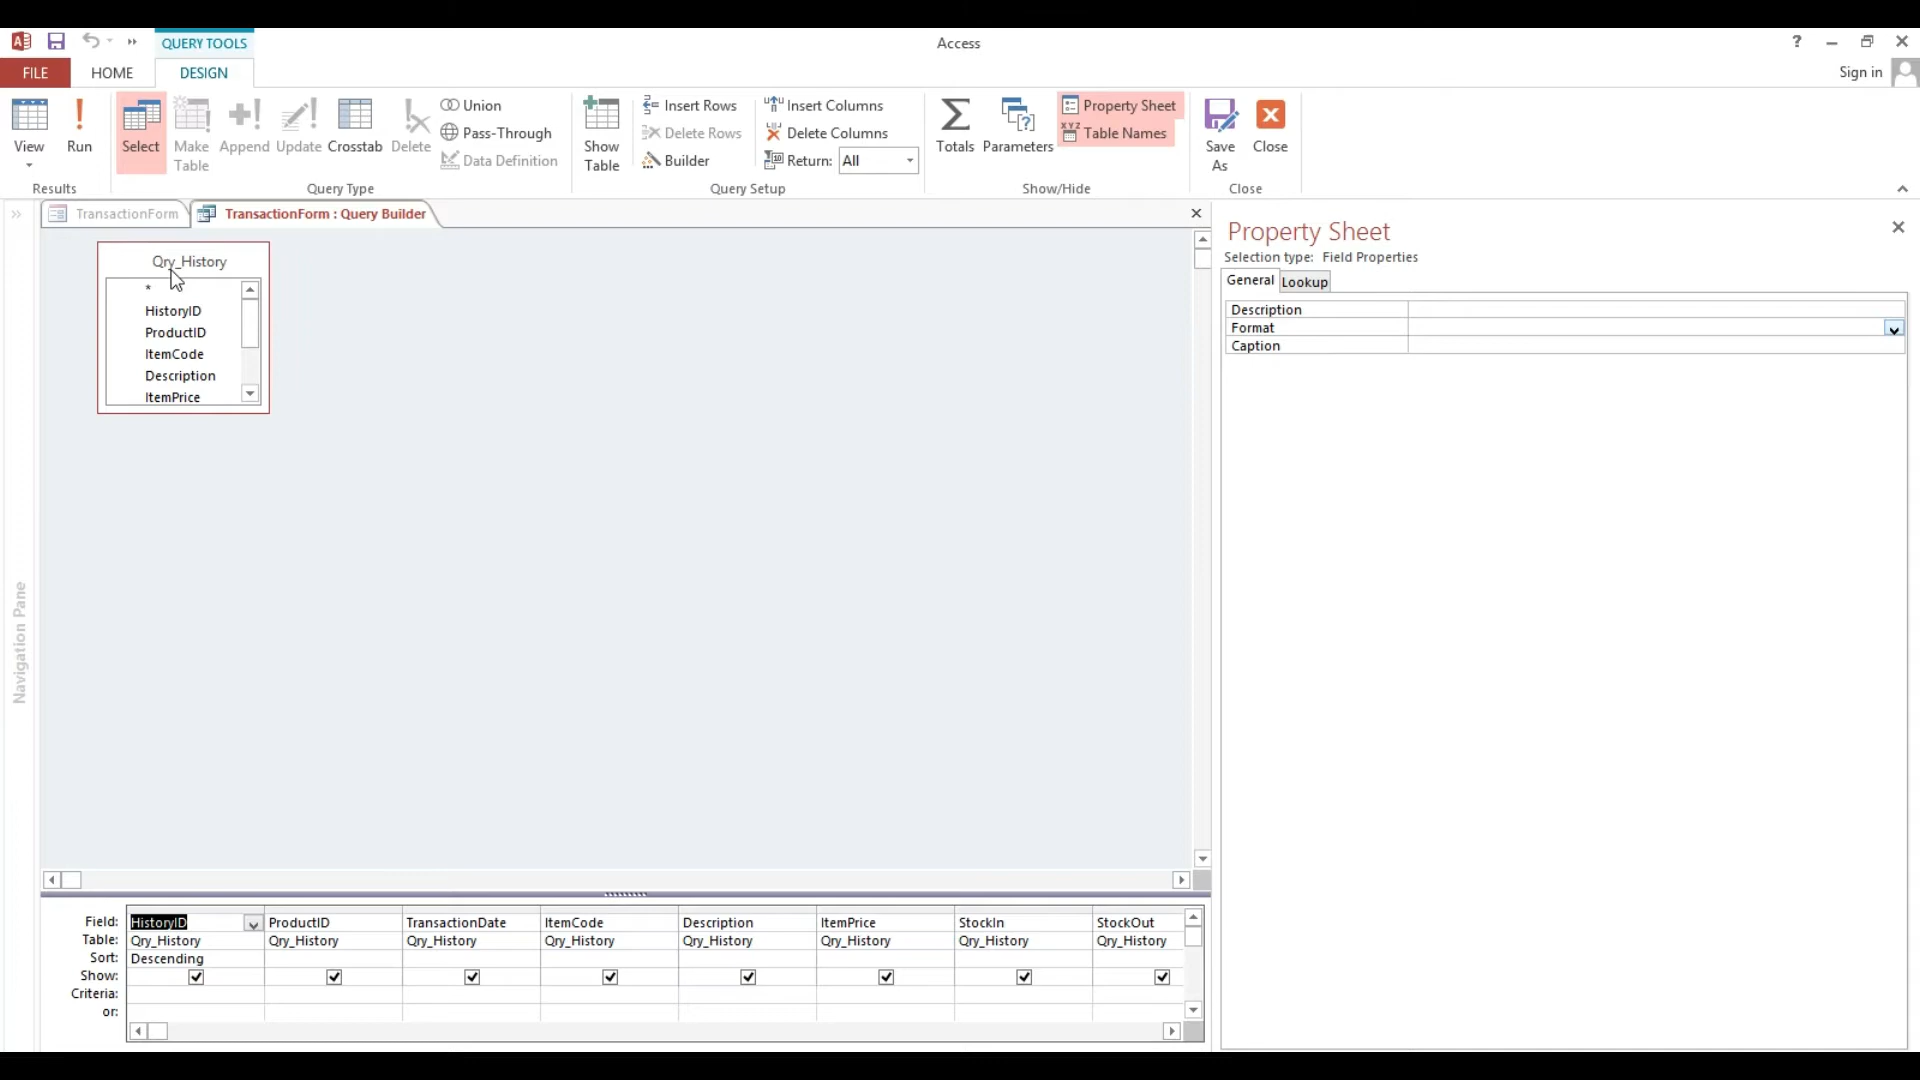 QUERY TOOLS
Access
?
Sign in
FILE
HOME
DESIGN
View
Run
Select
Make Table
Append
Update
Crosstab
Delete
Union
Pass-Through
Data Definition
Show Table
Insert Rows
Delete Rows
Builder
Insert Columns
Delete Columns
Return: All
Totals
Parameters
Property Sheet
Table Names
Save As
Close
Results
Query Type
Query Setup
Show/Hide
Close
TransactionForm
TransactionForm : Query Builder
Navigation Pane
Qry_History
*
HistoryID
ProductID
ItemCode
Description
ItemPrice
Property Sheet
Selection type: Field Properties
General
Lookup
Description
Format
Caption
Field: HistoryID ProductID TransactionDate ItemCode Description ItemPrice StockIn StockOut
Table: Qry_History Qry_History Qry_History Qry_History Qry_History Qry_History Qry_History Qry_History
Sort: Descending
Show:
Criteria:
or: